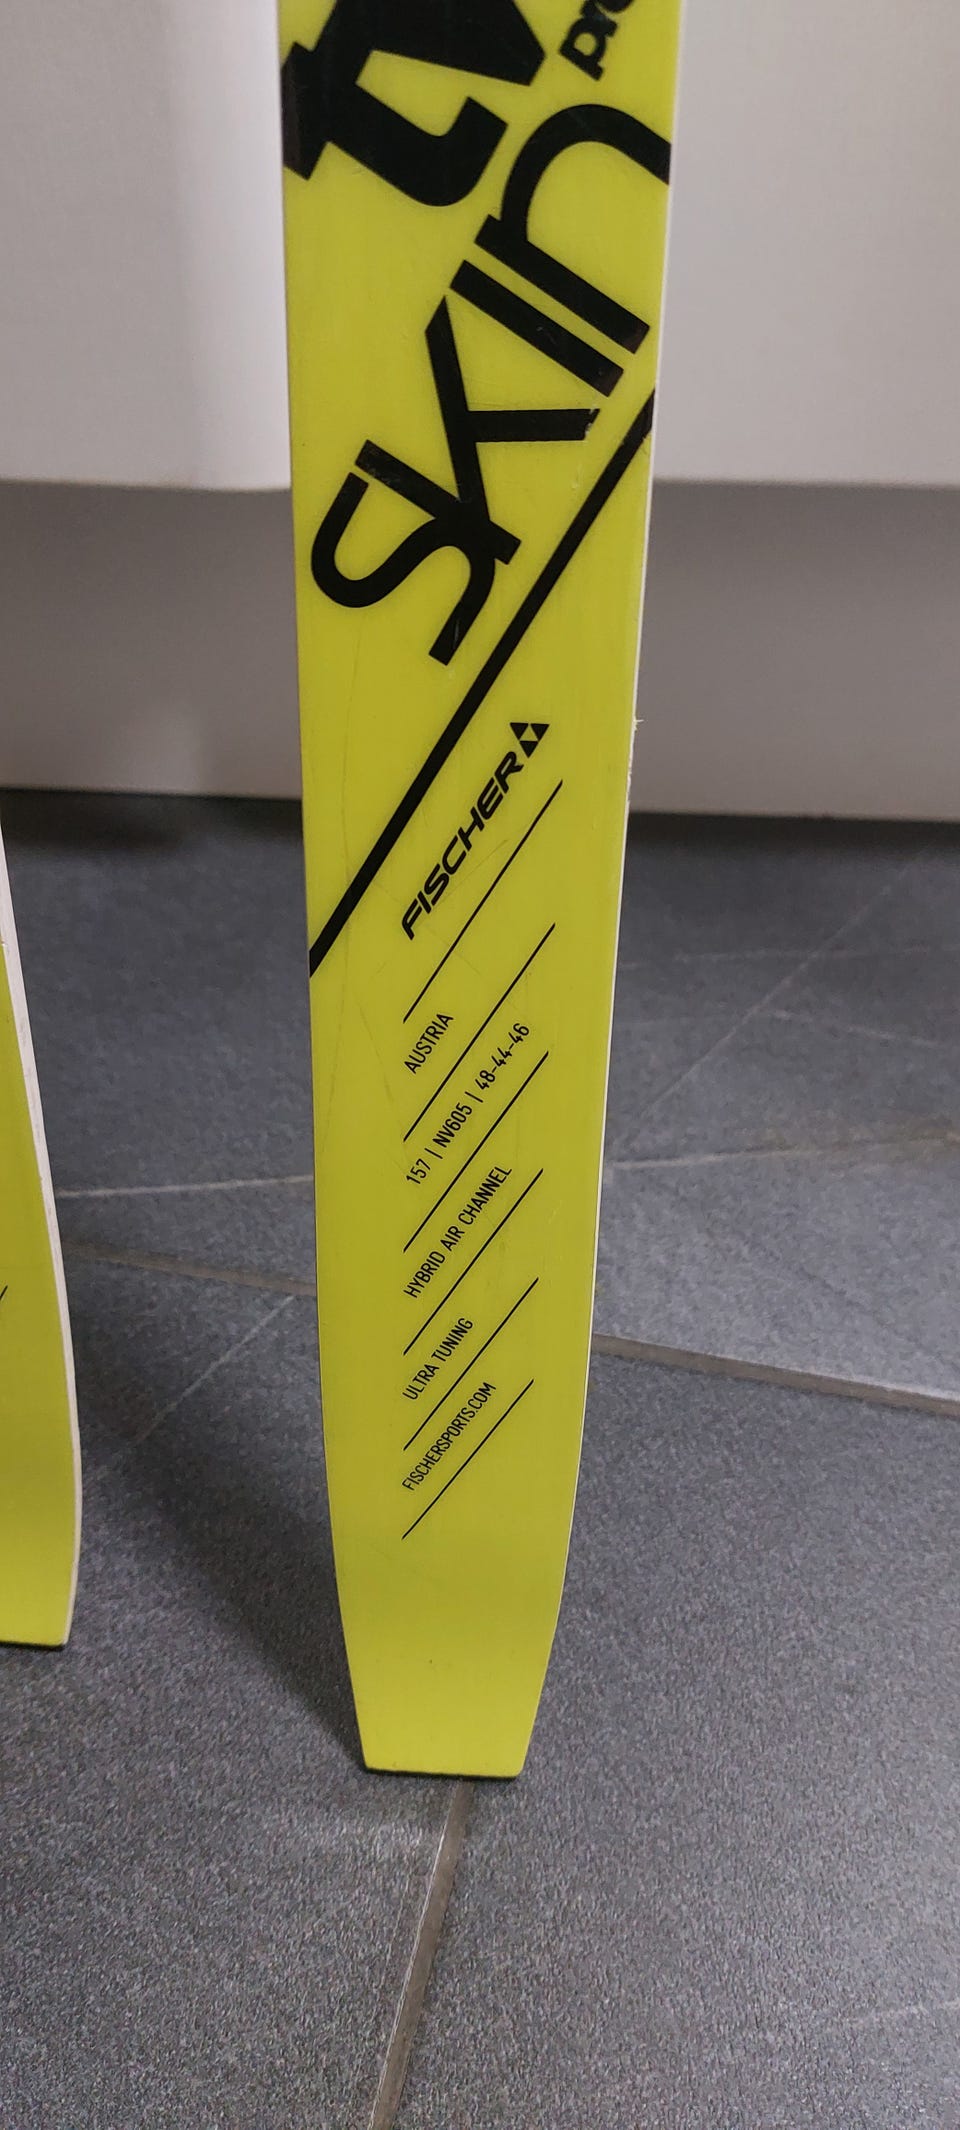 SKIN
FISCHER
AUSTRIA
157 | NV605 | 48-44-46
HYBRID AIR CHANNEL
ULTRA TUNING
FISCHERSPORTS.COM